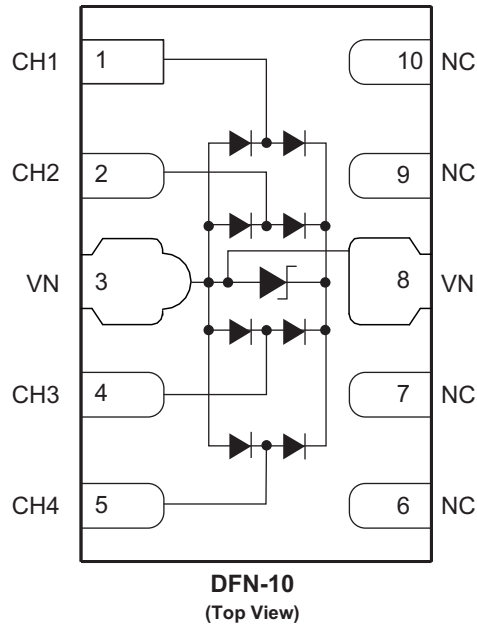 CH1 1 10 NC
CH2 2 9 NC
VN 3 8 VN
CH3 4 7 NC
CH4 5 6 NC
DFN-10
(Top View)